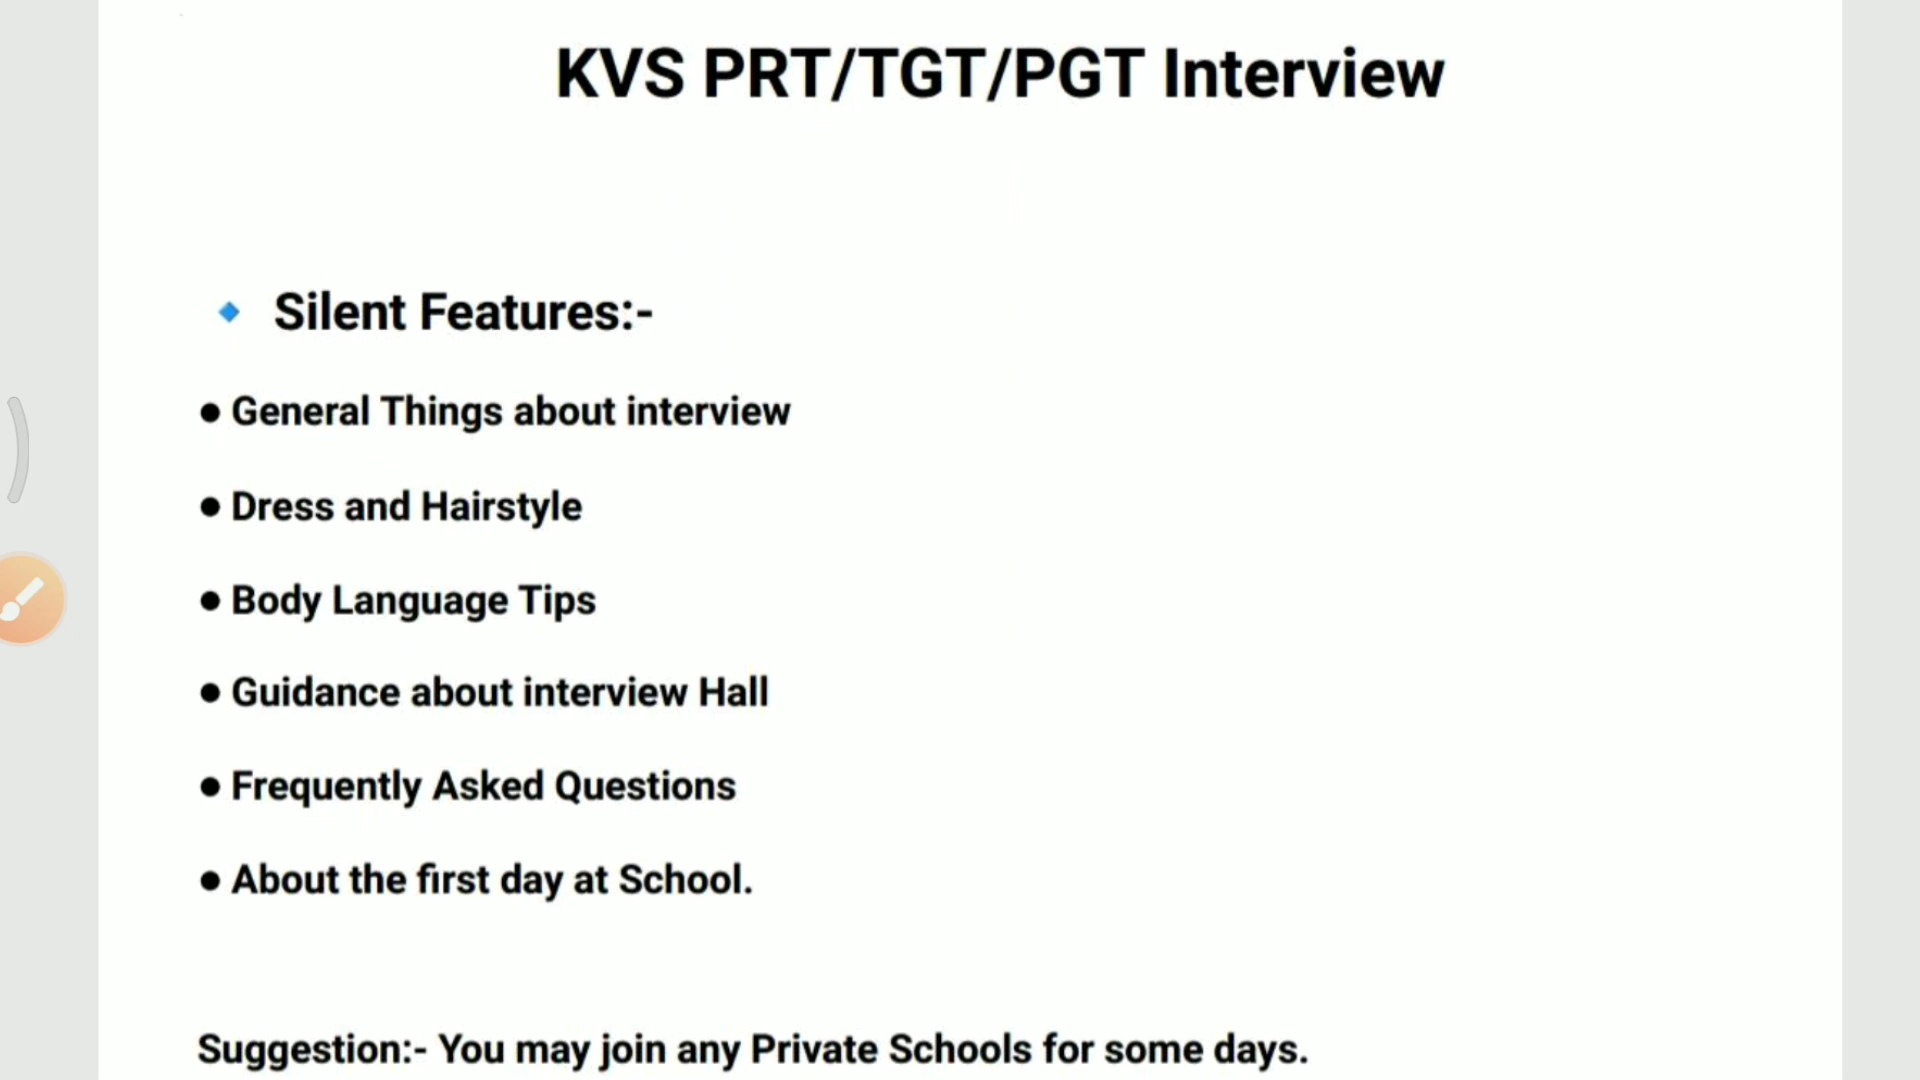 KVS PRT/TGT/PGT Interview
🔹 Silent Features:-
● General Things about interview
● Dress and Hairstyle
● Body Language Tips
● Guidance about interview Hall
● Frequently Asked Questions
● About the first day at School.
Suggestion:- You may join any Private Schools for some days.